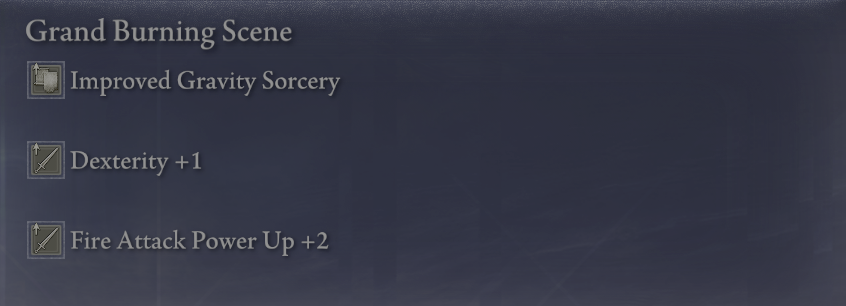 Grand Burning Scene
Improved Gravity Sorcery
Dexterity +1
Fire Attack Power Up +2